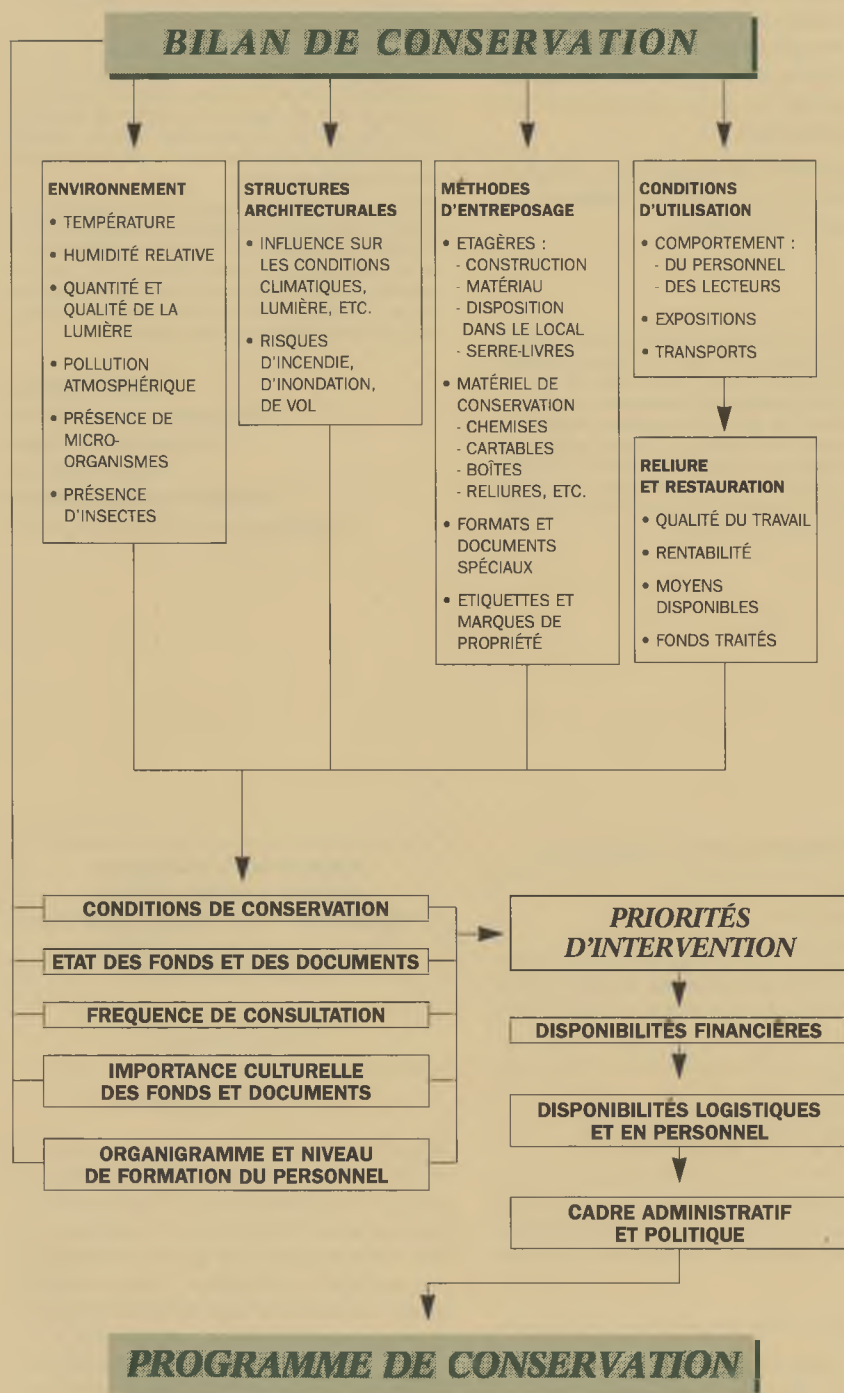 BILAN DE CONSERVATION
ENVIRONNEMENT
• TEMPÉRATURE
• HUMIDITÉ RELATIVE
• QUANTITÉ ET
QUALITÉ DE LA
LUMIÈRE
• POLLUTION
ATMOSPHÉRIQUE
• PRÉSENCE DE
MICRO-
ORGANISMES
• PRÉSENCE
D'INSECTES
STRUCTURES
ARCHITECTURALES
• INFLUENCE SUR
LES CONDITIONS
CLIMATIQUES,
LUMIÈRE, ETC.
• RISQUES
D'INCENDIE,
D'INONDATION,
DE VOL
MÉTHODES
D'ENTREPOSAGE
• ETAGÈRES :
- CONSTRUCTION
- MATÉRIAU
- DISPOSITION
DANS LE LOCAL
- SERRE-LIVRES
• MATÉRIEL DE
CONSERVATION
- CHEMISES
- CARTABLES
- BOÎTES
- RELIURES, ETC.
• FORMATS ET
DOCUMENTS
SPÉCIAUX
• ETIQUETTES ET
MARQUES DE
PROPRIÉTÉ
CONDITIONS
D'UTILISATION
• COMPORTEMENT :
- DU PERSONNEL
- DES LECTEURS
• EXPOSITIONS
• TRANSPORTS
RELIURE
ET RESTAURATION
• QUALITÉ DU TRAVAIL
• RENTABILITÉ
• MOYENS
DISPONIBLES
• FONDS TRAITÉS
CONDITIONS DE CONSERVATION
ETAT DES FONDS ET DES DOCUMENTS
FREQUENCE DE CONSULTATION
IMPORTANCE CULTURELLE
DES FONDS ET DOCUMENTS
ORGANIGRAMME ET NIVEAU
DE FORMATION DU PERSONNEL
PRIORITÉS
D'INTERVENTION
DISPONIBILITÉS FINANCIÈRES
DISPONIBILITÉS LOGISTIQUES
ET EN PERSONNEL
CADRE ADMINISTRATIF
ET POLITIQUE
PROGRAMME DE CONSERVATION